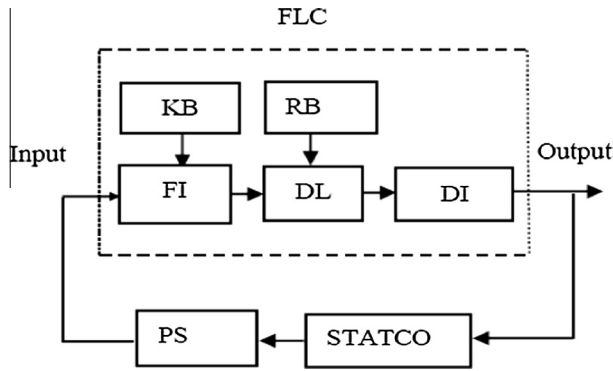 FLC
KB
RB
Input
Output
FI
DL
DI
PS
STATCO